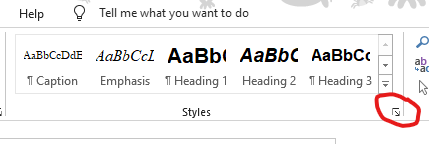 Tell me what you want to do
AaBbCcDdE AaBbCcL AaBb( AaBbC AaBbCc
¶ Caption Emphasis ¶ Heading 1 Heading 2 ¶ Heading 3
Styles